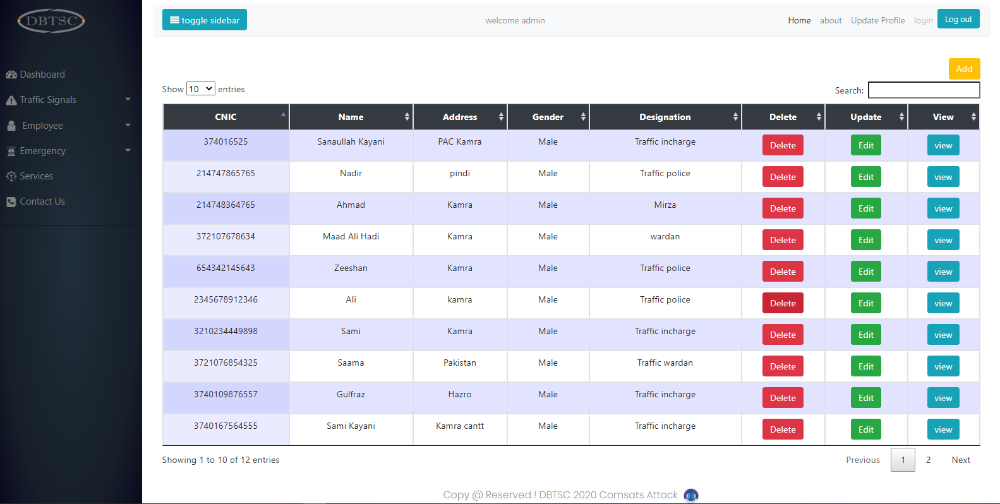 DBTSC
toggle sidebar welcome admin Home about Update Profile login Log out
Dashboard
Traffic Signals
Employee
Emergency
Services
Contact Us
Add
Show 10 entries Search:
CNIC Name Address Gender Designation Delete Update View
374016525 Sanaullah Kayani PAC Kamra Male Traffic incharge Delete Edit view
214747865765 Nadir pindi Male Traffic police Delete Edit view
214748364765 Ahmad Kamra Male Mirza Delete Edit view
372107678634 Maad Ali Hadi Kamra Male wardan Delete Edit view
654342145643 Zeeshan Kamra Male Traffic police Delete Edit view
2345678912346 Ali kamra Male Traffic police Delete Edit view
3210234449898 Sami Kamra Male Traffic incharge Delete Edit view
3721076854325 Saama Pakistan Male Traffic wardan Delete Edit view
3740109876557 Gulfraz Hazro Male Traffic incharge Delete Edit view
3740167564555 Sami Kayani Kamra cantt Male Traffic incharge Delete Edit view
Showing 1 to 10 of 12 entries Previous 1 2 Next
Copy @ Reserved ! DBTSC 2020 Comsats Attock